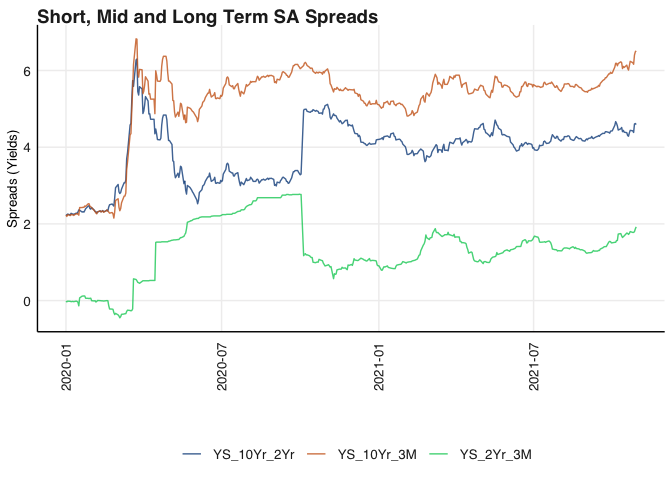 Short, Mid and Long Term SA Spreads
Spreads (Yields)
6
4
2
0
2020-01
2020-07
2021-01
2021-07
YS_10Yr_2Yr
YS_10Yr_3M
YS_2Yr_3M